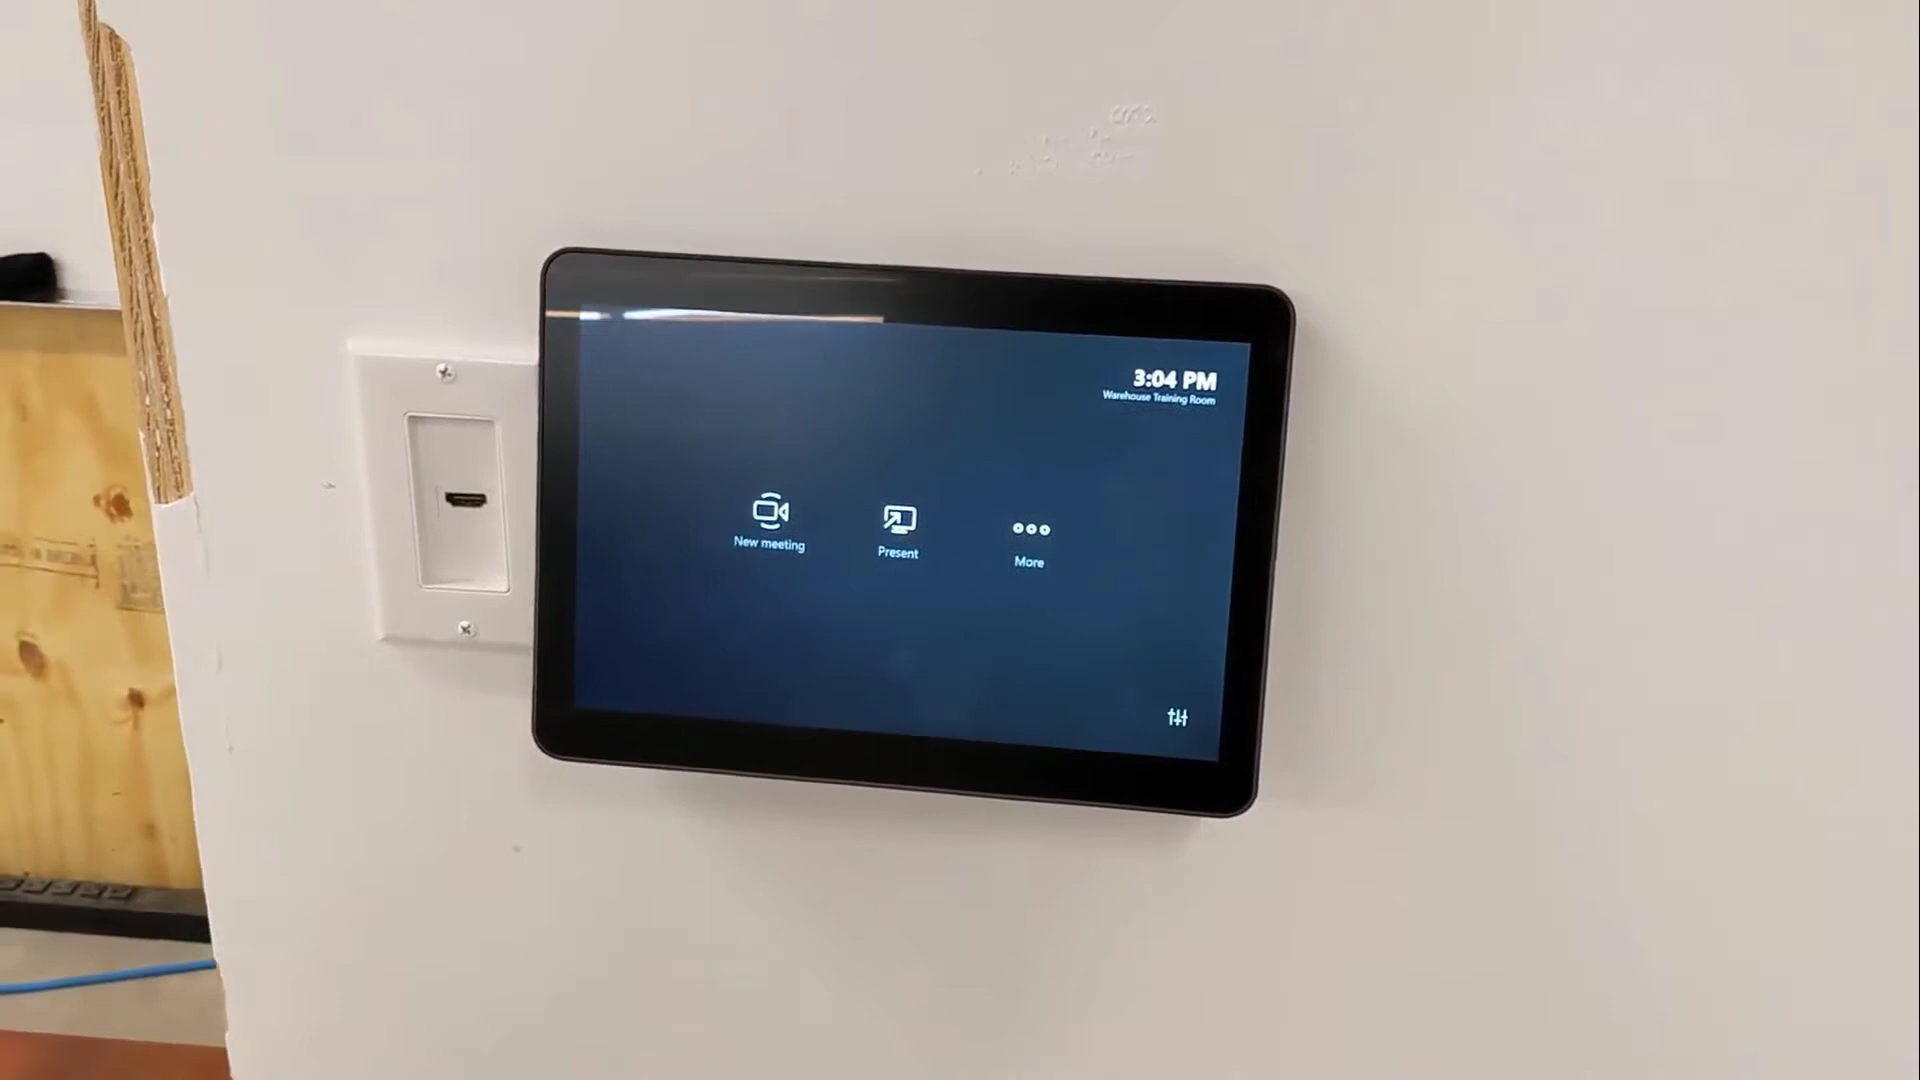 3:04 PM
Warehouse Training Room
New meeting
Present
More